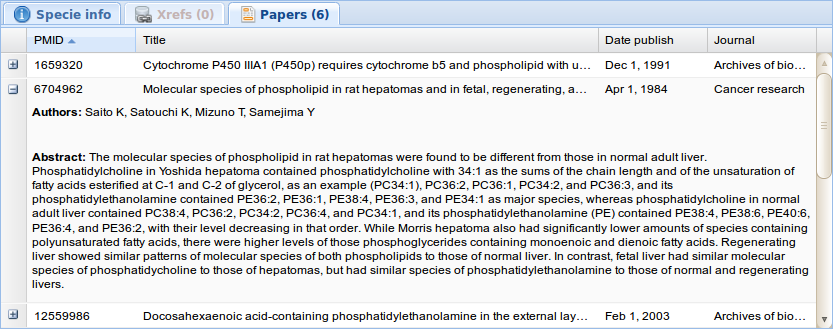 Specie info Xrefs (0) Papers (6)
PMID Title Date publish Journal
1659320 Cytochrome P450 IIIA1 (P450p) requires cytochrome b5 and phospholipid with u... Dec 1, 1991 Archives of bio...
6704962 Molecular species of phospholipid in rat hepatomas and in fetal, regenerating, a... Apr 1, 1984 Cancer research
Authors: Saito K, Satouchi K, Mizuno T, Samejima Y
Abstract: The molecular species of phospholipid in rat hepatomas were found to be different from those in normal adult liver.
Phosphatidylcholine in Yoshida hepatoma contained phosphatidylcholine with 34:1 as the sums of the chain length and of the unsaturation of
fatty acids esterified at C-1 and C-2 of glycerol, as an example (PC34:1), PC36:2, PC36:1, PC34:2, and PC36:3, and its
phosphatidylethanolamine contained PE36:2, PE36:1, PE38:4, PE36:3, and PE34:1 as major species, whereas phosphatidylcholine in normal
adult liver contained PC38:4, PC36:2, PC34:2, PC36:4, and PC34:1, and its phosphatidylethanolamine (PE) contained PE38:4, PE38:6, PE40:6,
PE36:4, and PE36:2, with their level decreasing in that order. While Morris hepatoma also had significantly lower amounts of species containing
polyunsaturated fatty acids, there were higher levels of those phosphoglycerides containing monoenoic and dienoic fatty acids. Regenerating
liver showed similar patterns of molecular species of both phospholipids to those of normal liver. In contrast, fetal liver had similar molecular
species of phosphatidycholine to those of hepatomas, but had similar species of phosphatidylethanolamine to those of normal and regenerating
livers.
12559986 Docosahexaenoic acid-containing phosphatidylethanolamine in the external lay... Feb 1, 2003 Archives of bio...